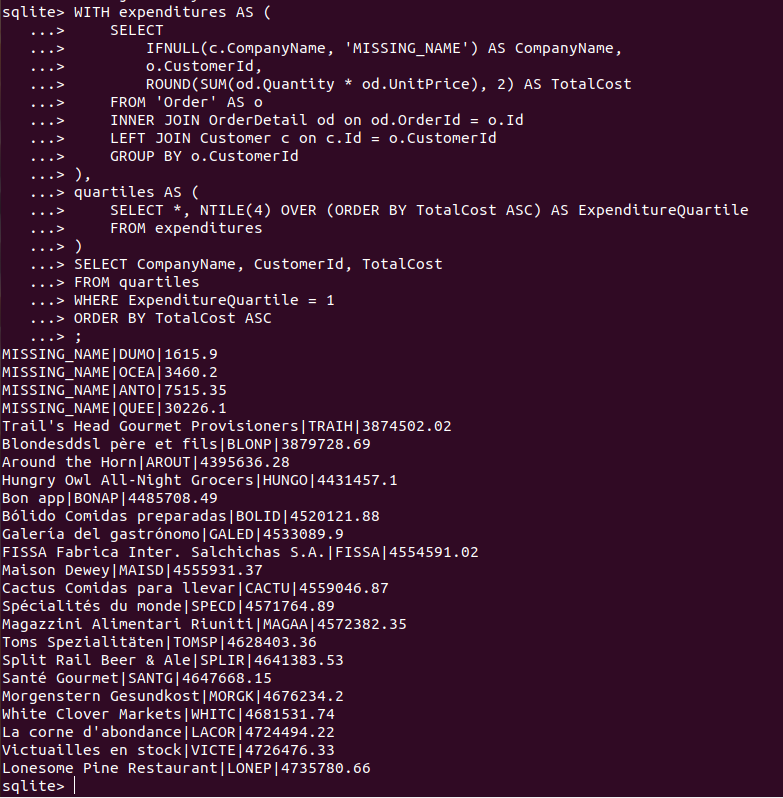 sqlite> WITH expenditures AS (
   ...>     SELECT
   ...>         IFNULL(c.CompanyName, 'MISSING_NAME') AS CompanyName,
   ...>         o.CustomerId,
   ...>         ROUND(SUM(od.Quantity * od.UnitPrice), 2) AS TotalCost
   ...>     FROM 'Order' AS o
   ...>     INNER JOIN OrderDetail od on od.OrderId = o.Id
   ...>     LEFT JOIN Customer c on c.Id = o.CustomerId
   ...>     GROUP BY o.CustomerId
   ...> ),
   ...> quartiles AS (
   ...>     SELECT *, NTILE(4) OVER (ORDER BY TotalCost ASC) AS ExpenditureQuartile
   ...>     FROM expenditures
   ...> )
   ...> SELECT CompanyName, CustomerId, TotalCost
   ...> FROM quartiles
   ...> WHERE ExpenditureQuartile = 1
   ...> ORDER BY TotalCost ASC
   ...> ;
MISSING_NAME|DUMO|1615.9
MISSING_NAME|OCEA|3460.2
MISSING_NAME|ANTO|7515.35
MISSING_NAME|QUEE|30226.1
Trail's Head Gourmet Provisioners|TRAIH|3874502.02
Blondesddsl père et fils|BLONP|3879728.69
Around the Horn|AROUT|4395636.28
Hungry Owl All-Night Grocers|HUNGO|4431457.1
Bon app|BONAP|4485708.49
Bólido Comidas preparadas|BOLID|4520121.88
Galería del gastrónomo|GALED|4533089.9
FISSA Fabrica Inter. Salchichas S.A.|FISSA|4554591.02
Maison Dewey|MAISD|4555931.37
Cactus Comidas para llevar|CACTU|4559046.87
Spécialités du monde|SPECD|4571764.89
Magazzini Alimentari Riuniti|MAGAA|4572382.35
Toms Spezialitäten|TOMSP|4628403.36
Split Rail Beer & Ale|SPLIR|4641383.53
Santé Gourmet|SANTG|4647668.15
Morgenstern Gesundkost|MORGK|4676234.2
White Clover Markets|WHITC|4681531.74
La corne d'abondance|LACOR|4724494.22
Victuailles en stock|VICTE|4726476.33
Lonesome Pine Restaurant|LONEP|4735780.66
sqlite>